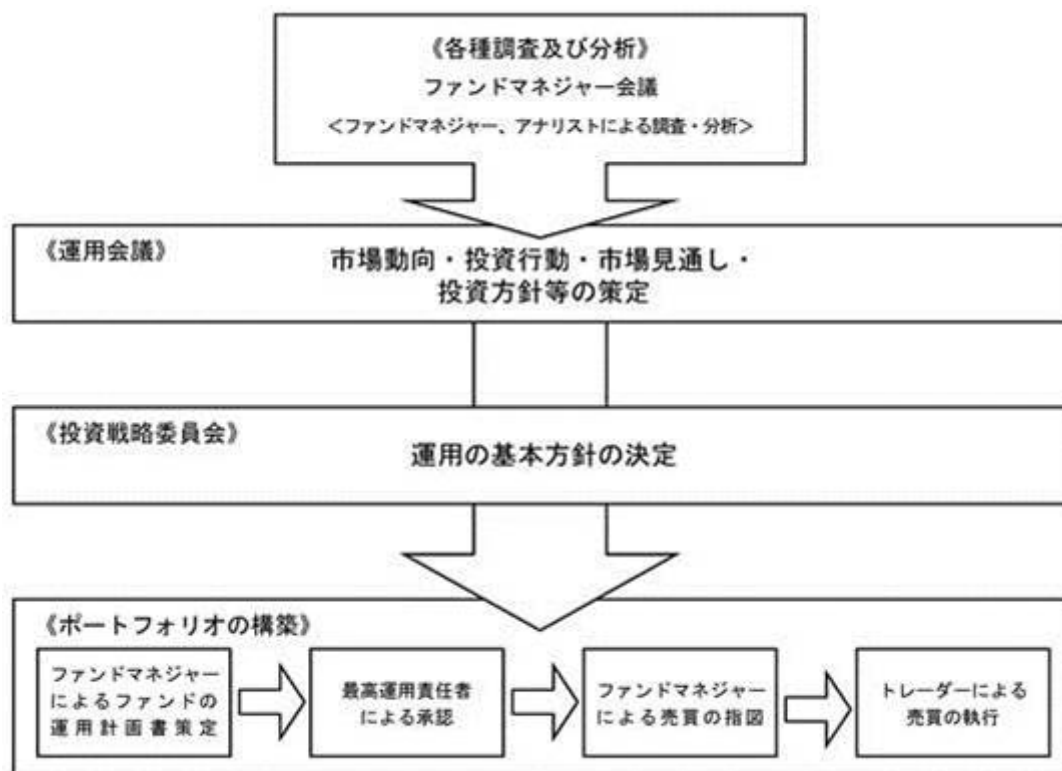 《各種調査及び分析》
ファンドマネジャー会議
＜ファンドマネジャー、アナリストによる調査・分析＞
《運用会議》
市場動向・投資行動・市場見通し・
投資方針等の策定
《投資戦略委員会》
運用の基本方針の決定
《ポートフォリオの構築》
ファンドマネジャー
によるファンドの
運用計画書策定
最高運用責任者
による承認
ファンドマネジャー
による売買の指図
トレーダーによる
売買の執行